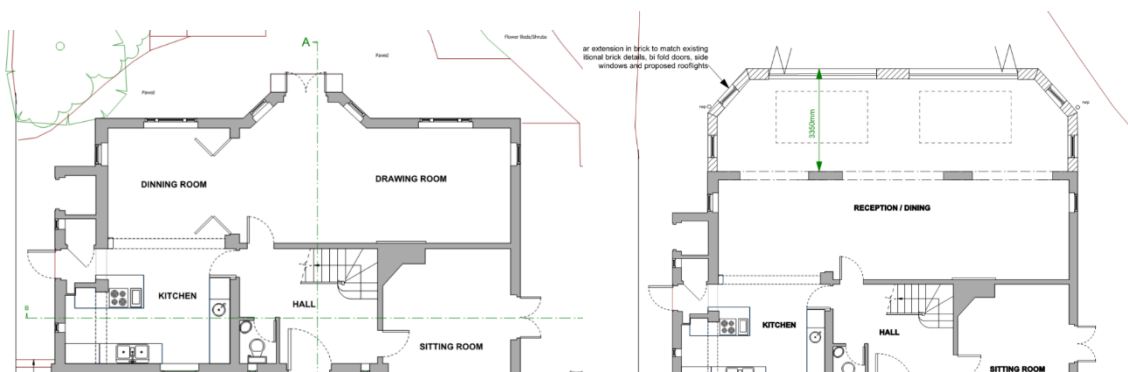 A
Flower Beds/Shrubs
Paved
Paved
DINNING ROOM
DRAWING ROOM
KITCHEN
HALL
SITTING ROOM
B
ar extension in brick to match existing
itional brick details, bi fold doors, side
windows and proposed rooflights
rwp
rwp
3350mm
RECEPTION / DINING
KITCHEN
HALL
SITTING ROOM